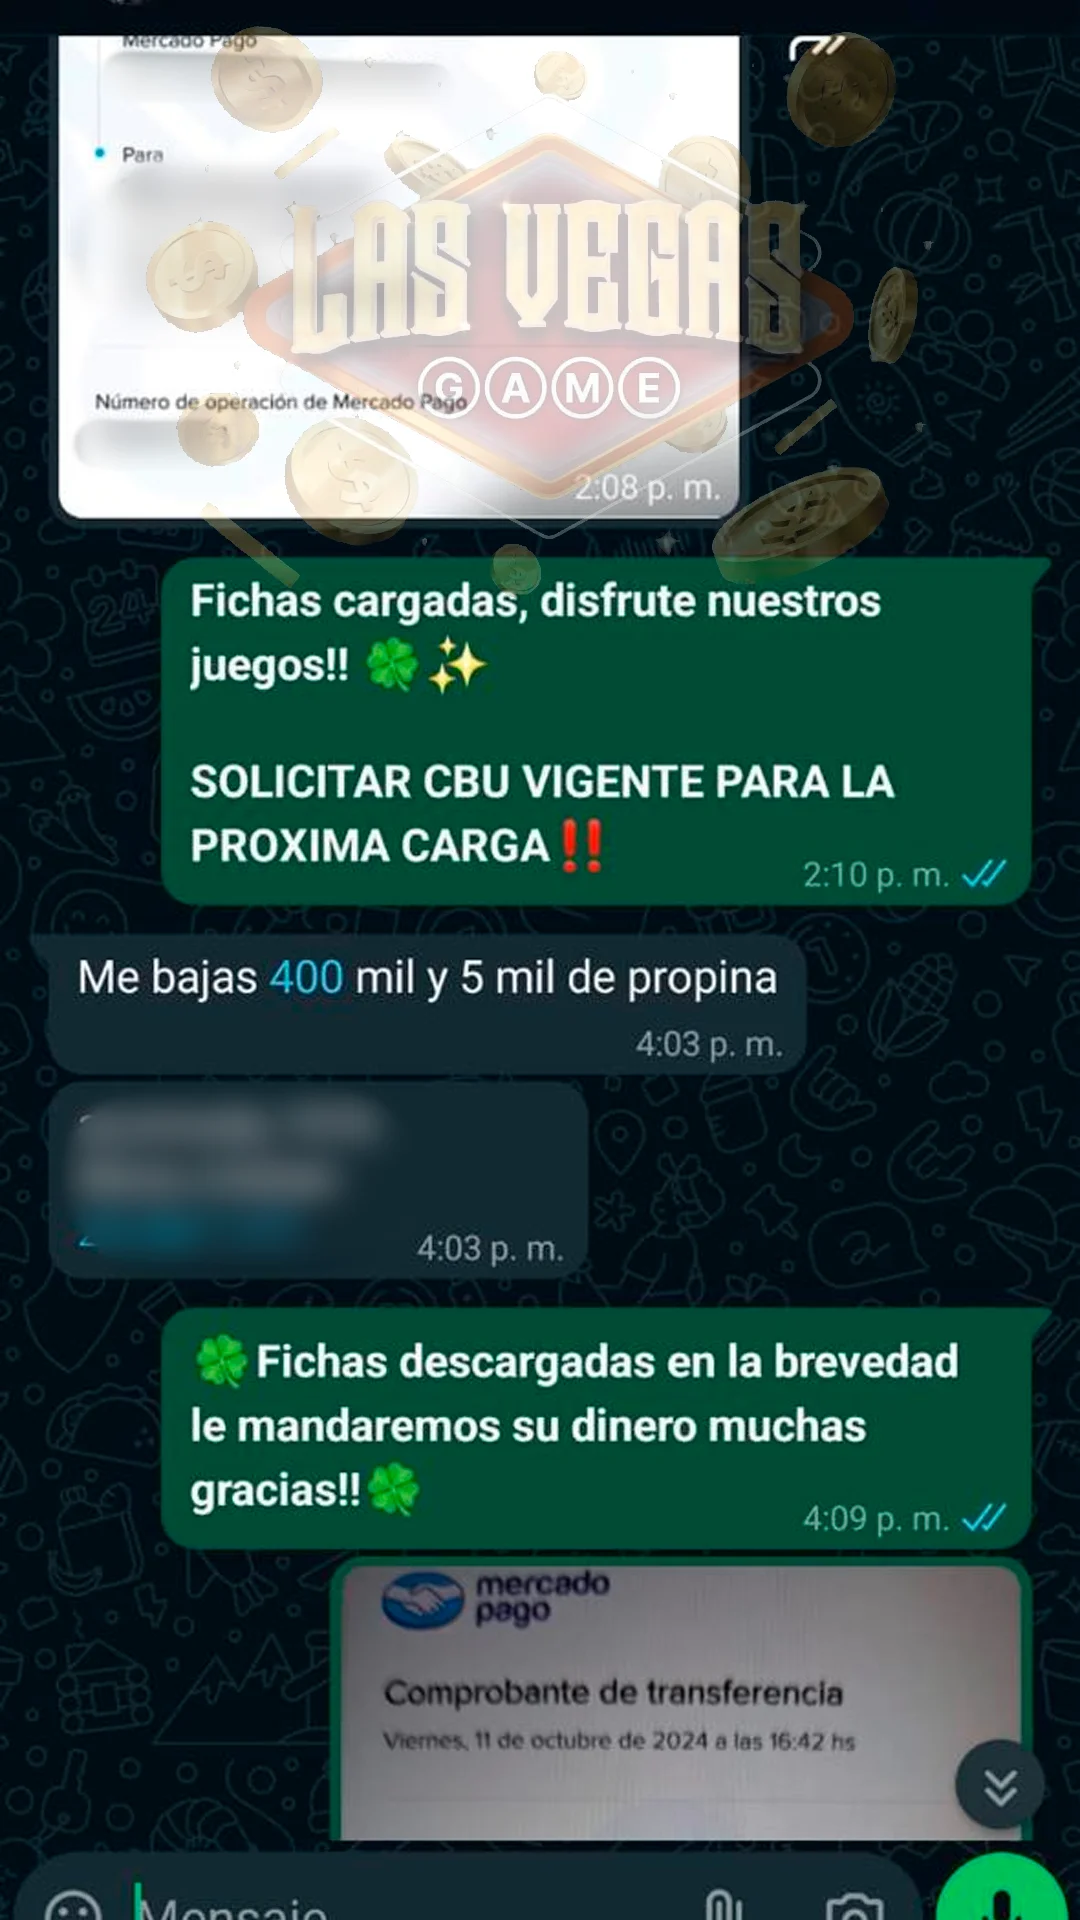 Mercado Pago
Para
LAS VEGAS
GAME
Número de operación de Mercado Pago
2:08 p. m.
Fichas cargadas, disfrute nuestros
juegos!! 🍀✨
SOLICITAR CBU VIGENTE PARA LA
PROXIMA CARGA‼️
2:10 p. m.
Me bajas 400 mil y 5 mil de propina
4:03 p. m.
4:03 p. m.
🍀Fichas descargadas en la brevedad
le mandaremos su dinero muchas
gracias!!🍀
4:09 p. m.
mercado
pago
Comprobante de transferencia
Viernes, 11 de octubre de 2024 a las 16:42 hs
Mensaje